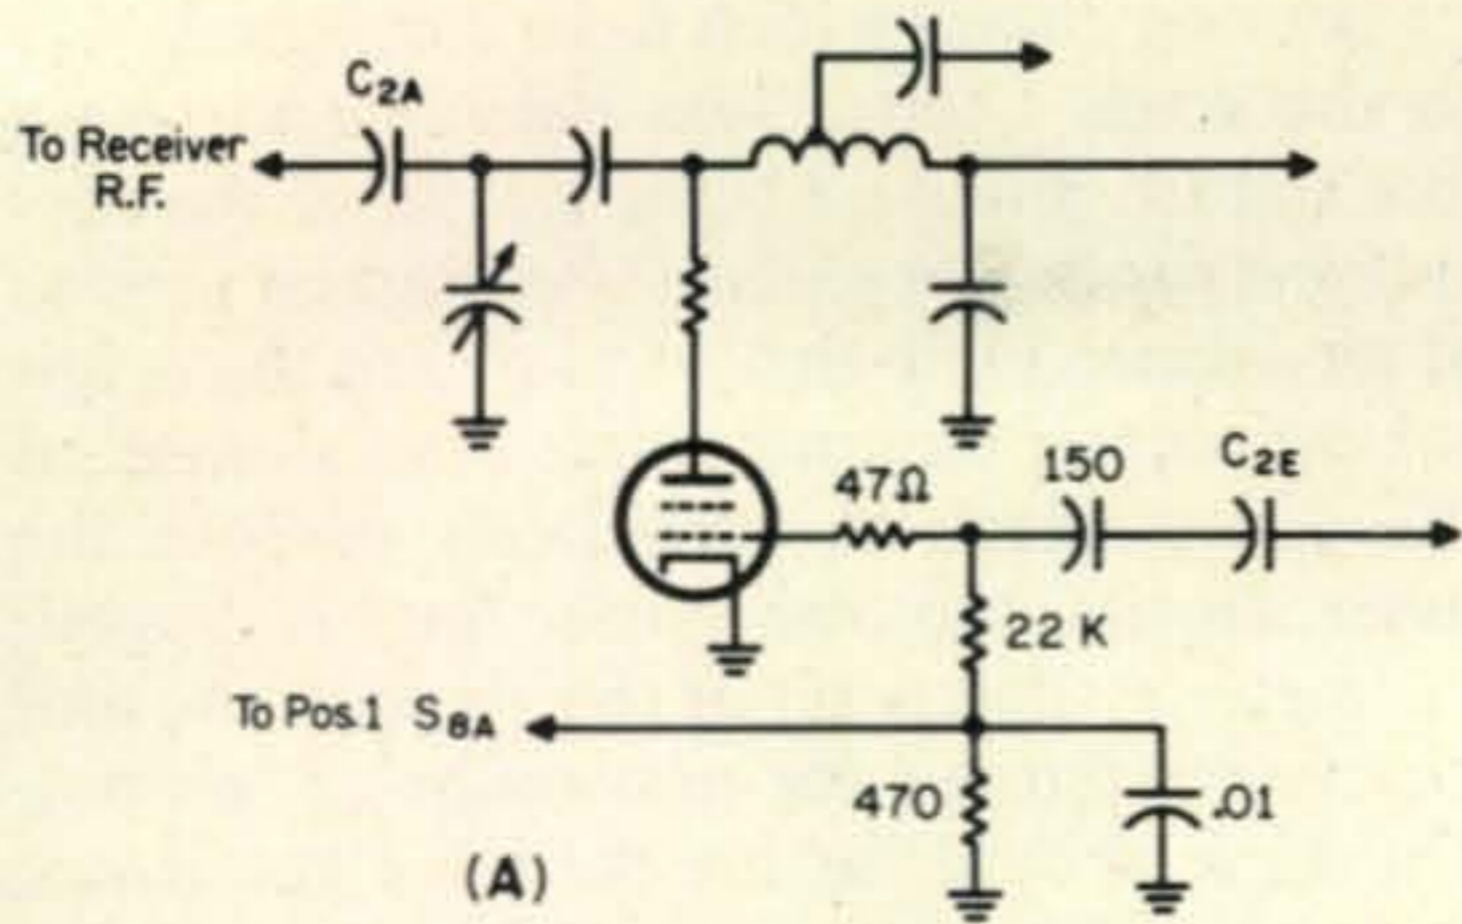 C2A
To Receiver
R.F.
47Ω
150
C2E
22 K
To Pos.1 S8A
470
.01
(A)